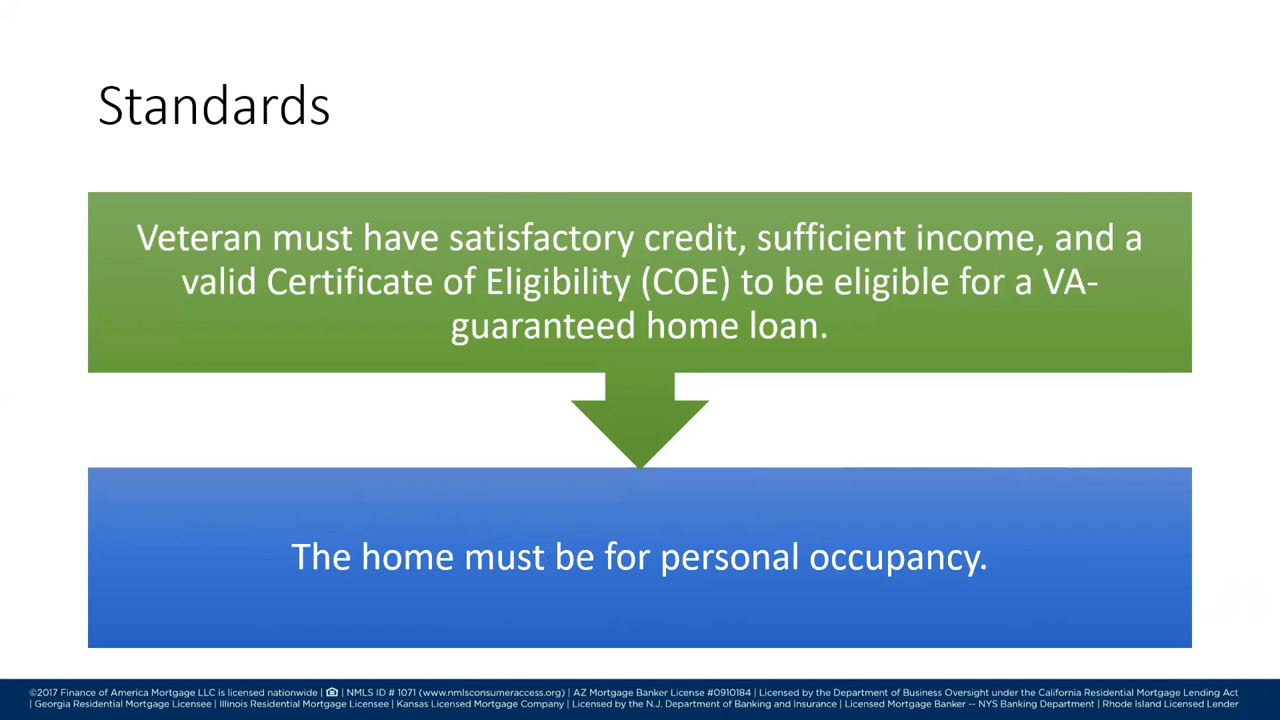 Standards
Veteran must have satisfactory credit, sufficient income, and a
valid Certificate of Eligibility (COE) to be eligible for a VA-
guaranteed home loan.
The home must be for personal occupancy.
©2017 Finance of America Mortgage LLC is licensed nationwide | | NMLS ID # 1071 (www.nmlsconsumeraccess.org) | AZ Mortgage Banker License #0910184 | Licensed by the Department of Business Oversight under the California Residential Mortgage Lending Act
| Georgia Residential Mortgage Licensee | Illinois Residential Mortgage Licensee | Kansas Licensed Mortgage Company | Licensed by the N.J. Department of Banking and Insurance | Licensed Mortgage Banker -- NYS Banking Department | Rhode Island Licensed Lender